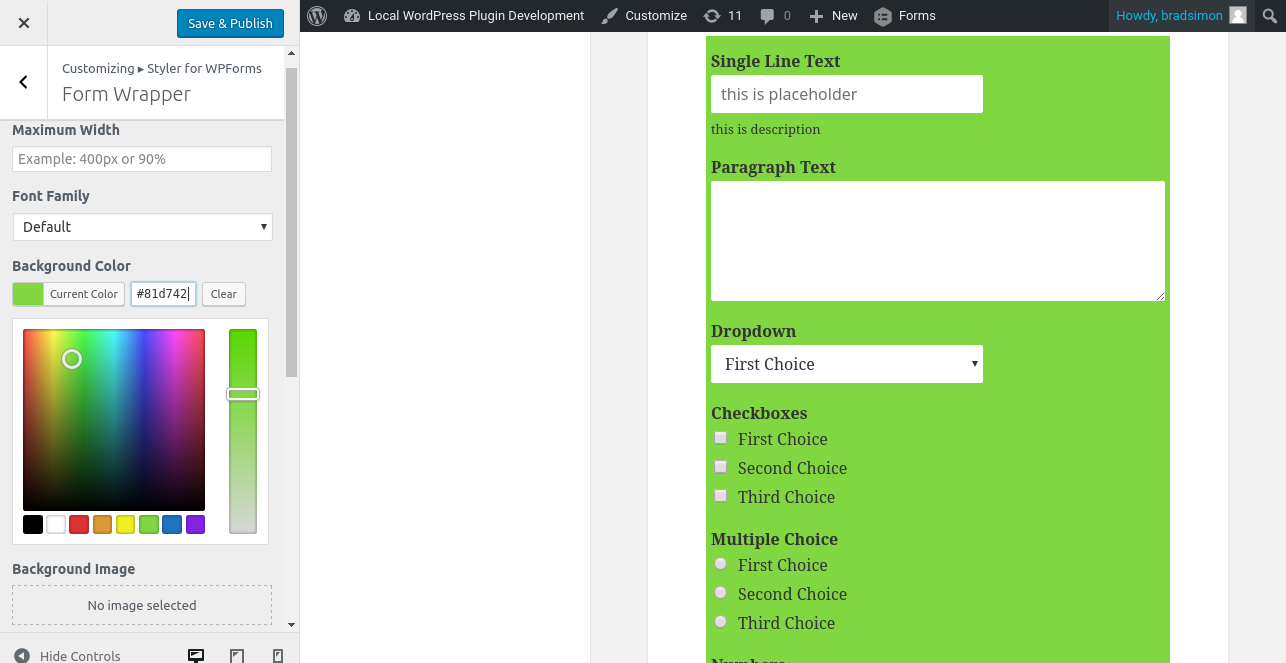 Save & Publish
Local WordPress Plugin Development
Customize
11
0
New
Forms
Howdy, bradsimon
Customizing ▸ Styler for WPForms
Form Wrapper
Maximum Width
Example: 400px or 90%
Font Family
Default
Background Color
Current Color
#81d742
Clear
Background Image
No image selected
Hide Controls
Single Line Text
this is placeholder
this is description
Paragraph Text
Dropdown
First Choice
Checkboxes
First Choice
Second Choice
Third Choice
Multiple Choice
First Choice
Second Choice
Third Choice
Numbers